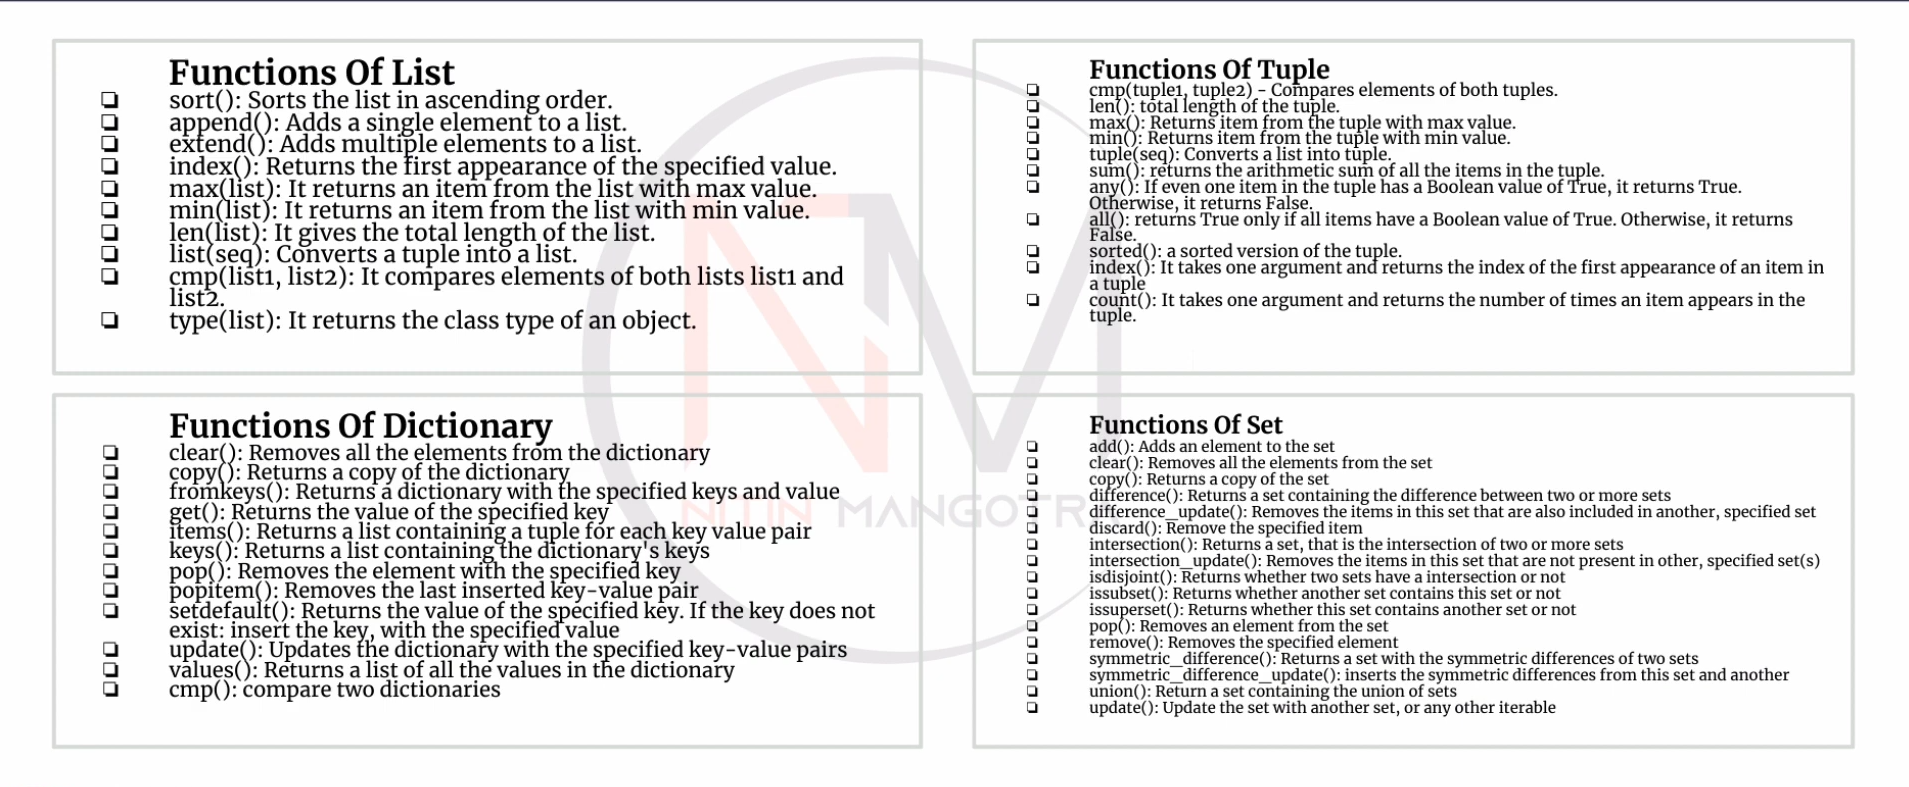 Functions Of List
❏ sort(): Sorts the list in ascending order.
❏ append(): Adds a single element to a list.
❏ extend(): Adds multiple elements to a list.
❏ index(): Returns the first appearance of the specified value.
❏ max(list): It returns an item from the list with max value.
❏ min(list): It returns an item from the list with min value.
❏ len(list): It gives the total length of the list.
❏ list(seq): Converts a tuple into a list.
❏ cmp(list1, list2): It compares elements of both lists list1 and
list2.
❏ type(list): It returns the class type of an object.
Functions Of Tuple
❏ cmp(tuple1, tuple2) - Compares elements of both tuples.
❏ len(): total length of the tuple.
❏ max(): Returns item from the tuple with max value.
❏ min(): Returns item from the tuple with min value.
❏ tuple(seq): Converts a list into tuple.
❏ sum(): returns the arithmetic sum of all the items in the tuple.
❏ any(): If even one item in the tuple has a Boolean value of True, it returns True.
Otherwise, it returns False.
❏ all(): returns True only if all items have a Boolean value of True. Otherwise, it returns
False.
❏ sorted(): a sorted version of the tuple.
❏ index(): It takes one argument and returns the index of the first appearance of an item in
a tuple
❏ count(): It takes one argument and returns the number of times an item appears in the
tuple.
Functions Of Dictionary
❏ clear(): Removes all the elements from the dictionary
❏ copy(): Returns a copy of the dictionary
❏ fromkeys(): Returns a dictionary with the specified keys and value
❏ get(): Returns the value of the specified key
❏ items(): Returns a list containing a tuple for each key value pair
❏ keys(): Returns a list containing the dictionary's keys
❏ pop(): Removes the element with the specified key
❏ popitem(): Removes the last inserted key-value pair
❏ setdefault(): Returns the value of the specified key. If the key does not
exist: insert the key, with the specified value
❏ update(): Updates the dictionary with the specified key-value pairs
❏ values(): Returns a list of all the values in the dictionary
❏ cmp(): compare two dictionaries
Functions Of Set
❏ add(): Adds an element to the set
❏ clear(): Removes all the elements from the set
❏ copy(): Returns a copy of the set
❏ difference(): Returns a set containing the difference between two or more sets
❏ difference_update(): Removes the items in this set that are also included in another, specified set
❏ discard(): Remove the specified item
❏ intersection(): Returns a set, that is the intersection of two or more sets
❏ intersection_update(): Removes the items in this set that are not present in other, specified set(s)
❏ isdisjoint(): Returns whether two sets have a intersection or not
❏ issubset(): Returns whether another set contains this set or not
❏ issuperset(): Returns whether this set contains another set or not
❏ pop(): Removes an element from the set
❏ remove(): Removes the specified element
❏ symmetric_difference(): Returns a set with the symmetric differences of two sets
❏ symmetric_difference_update(): inserts the symmetric differences from this set and another
❏ union(): Return a set containing the union of sets
❏ update(): Update the set with another set, or any other iterable
NM
NITIN MANGOTRA